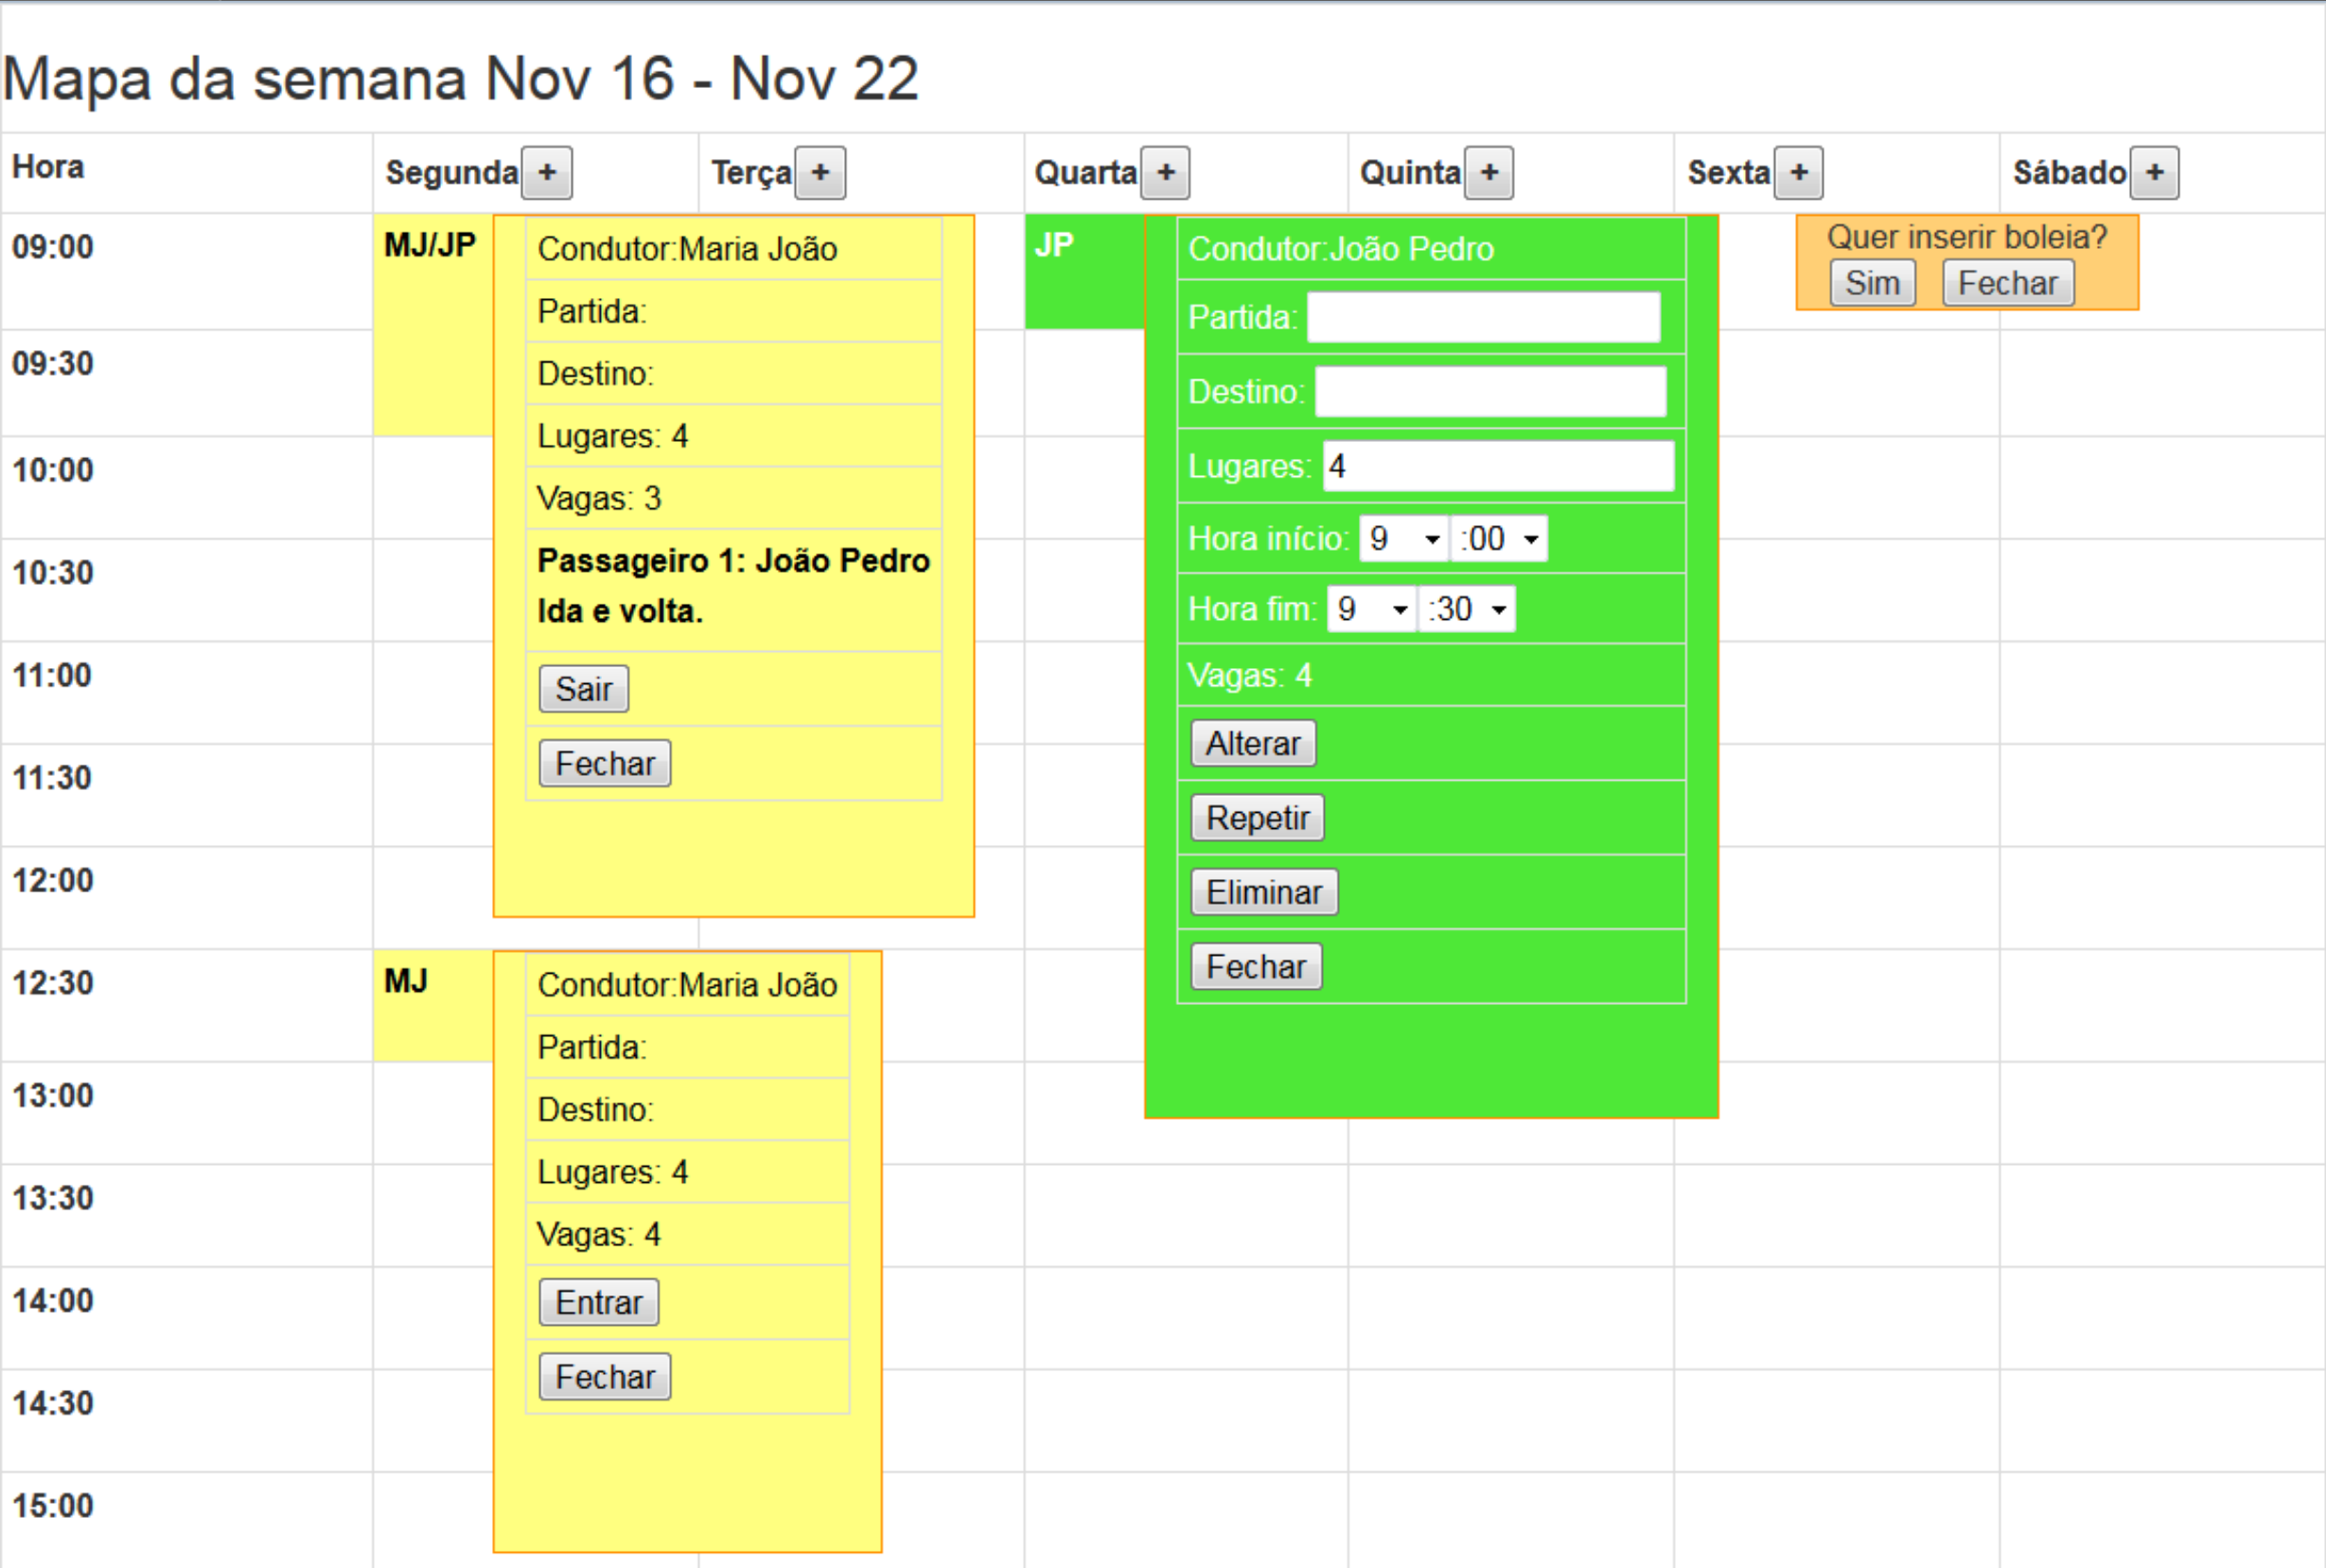 Mapa da semana Nov 16 - Nov 22
Hora Segunda + Terça + Quarta + Quinta + Sexta + Sábado +
09:00
09:30
10:00
10:30
11:00
11:30
12:00
12:30
13:00
13:30
14:00
14:30
15:00
MJ/JP
Condutor:Maria João
Partida:
Destino:
Lugares: 4
Vagas: 3
Passageiro 1: João Pedro
Ida e volta.
Sair
Fechar
MJ
Condutor:Maria João
Partida:
Destino:
Lugares: 4
Vagas: 4
Entrar
Fechar
JP
Condutor:João Pedro
Partida:
Destino:
Lugares: 4
Hora início: 9 :00
Hora fim: 9 :30
Vagas: 4
Alterar
Repetir
Eliminar
Fechar
Quer inserir boleia?
Sim Fechar